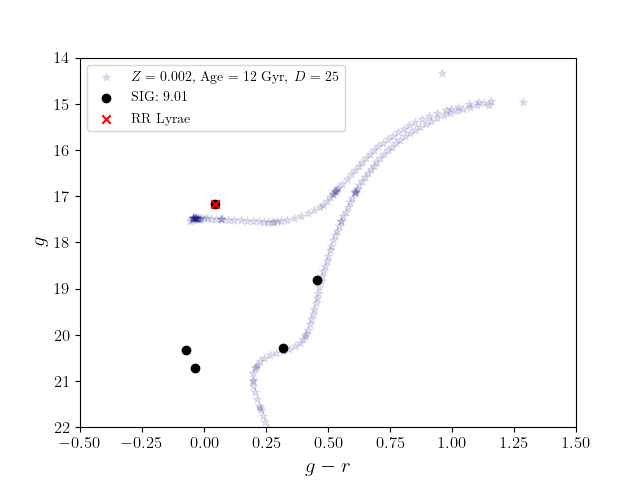 Z = 0.002, Age = 12 Gyr, D = 25
SIG: 9.01
RR Lyrae
14
15
16
17
18
19
20
21
22
g
−0.50 −0.25 0.00 0.25 0.50 0.75 1.00 1.25 1.50
g − r